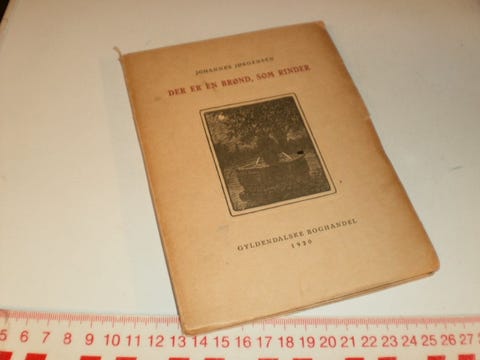 JOHANNES JØRGENSEN
DER ER EN BRØND, SOM RINDER
GYLDENDALSKE BOGHANDEL
1920
5 6 7 8 9 10 11 12 13 14 15 16 17 18 19 20 21 22 23 24 25 26 27